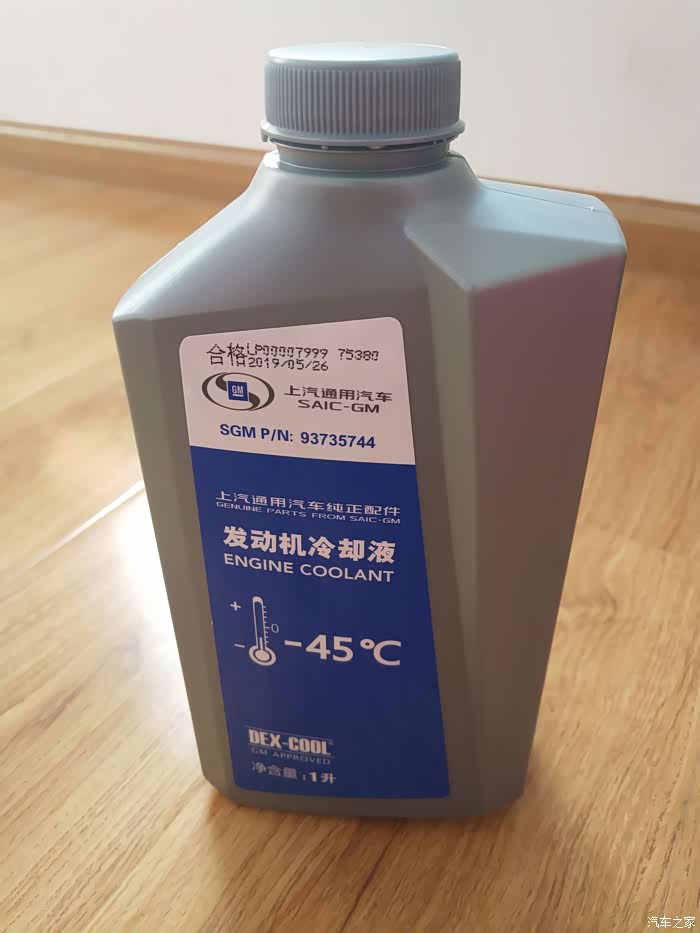 合格LP00007999 75380
2019/05/26
GM
上汽通用汽车
SAIC-GM
SGM P/N: 93735744
上汽通用汽车纯正配件
GENUINE PARTS FROM SAIC-GM
发动机冷却液
ENGINE COOLANT
+
0
- -45℃
DEX-COOL®
GM APPROVED
净含量:1升
汽车之家